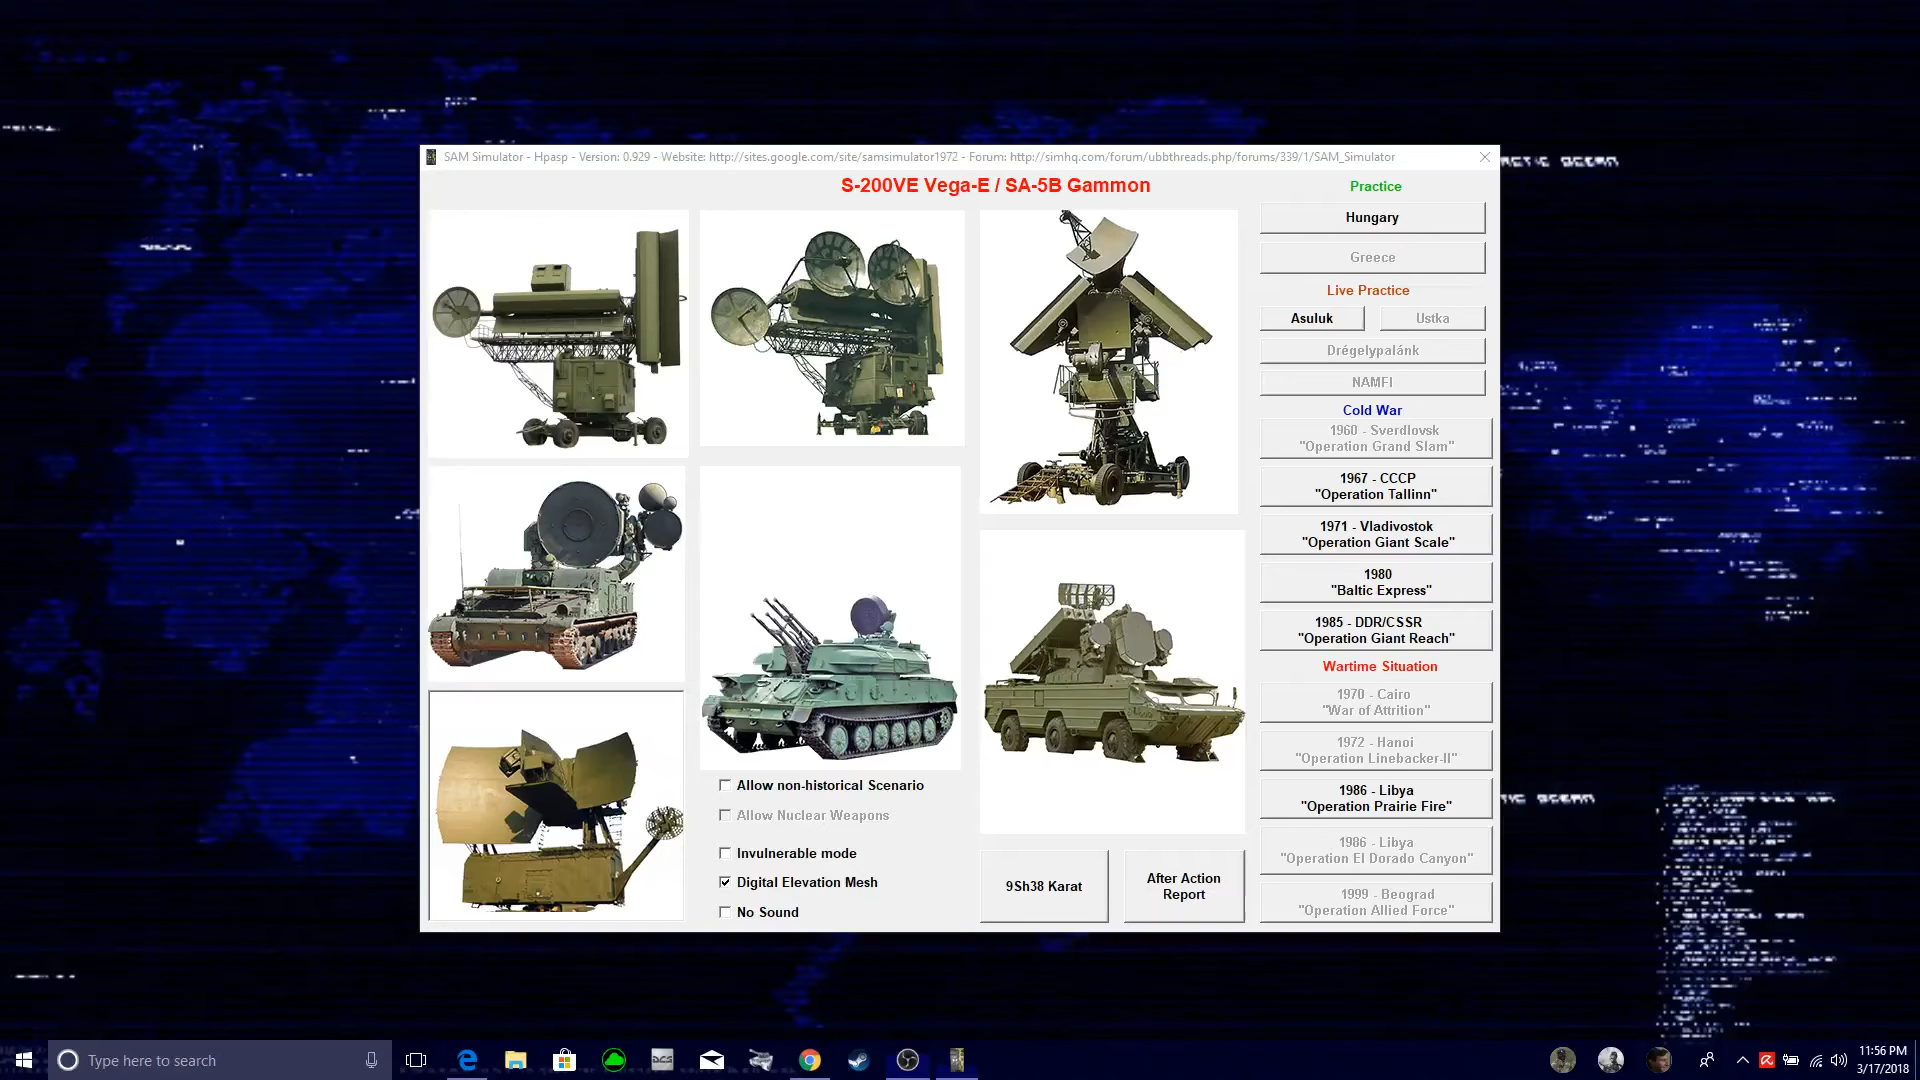 SAM Simulator - Hpasp - Version: 0.929 - Website: http://sites.google.com/site/samsimulator1972 - Forum: http://simhq.com/forum/ubbthreads.php/forums/339/1/SAM_Simulator
S-200VE Vega-E / SA-5B Gammon
Practice
Hungary
Greece
Live Practice
Asuluk
Ustka
Drégelypalánk
NAMFI
Cold War
1960 - Sverdlovsk
"Operation Grand Slam"
1967 - CCCP
"Operation Tallinn"
1971 - Vladivostok
"Operation Giant Scale"
1980
"Baltic Express"
1985 - DDR/CSSR
"Operation Giant Reach"
Wartime Situation
1970 - Cairo
"War of Attrition"
1972 - Hanoi
"Operation Linebacker-II"
1986 - Libya
"Operation Prairie Fire"
1986 - Libya
"Operation El Dorado Canyon"
1999 - Beograd
"Operation Allied Force"
Allow non-historical Scenario
Allow Nuclear Weapons
Invulnerable mode
Digital Elevation Mesh
No Sound
9Sh38 Karat
After Action
Report
OCEAN
OCEAN
Type here to search
DCS
11:56 PM
3/17/2018